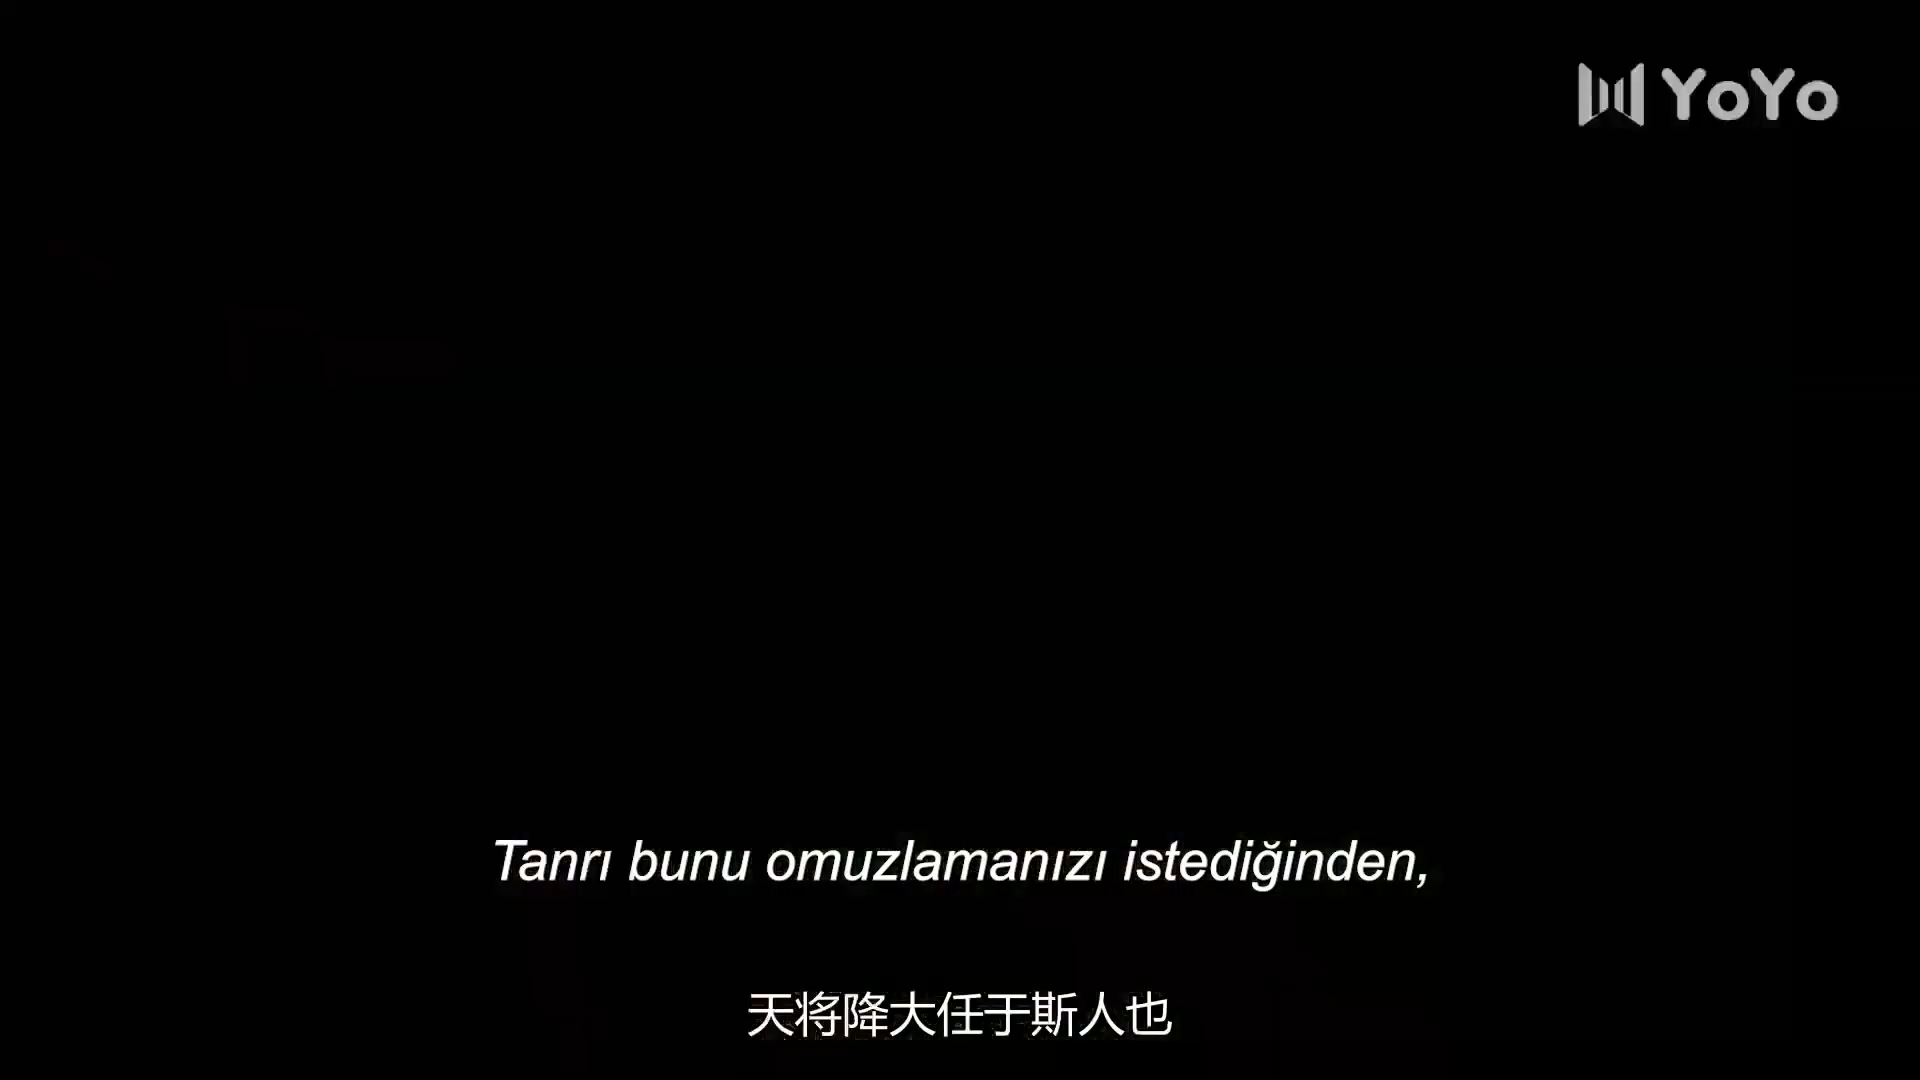 YoYo
Tanrı bunu omuzlamanızı istediğinden,
天将降大任于斯人也